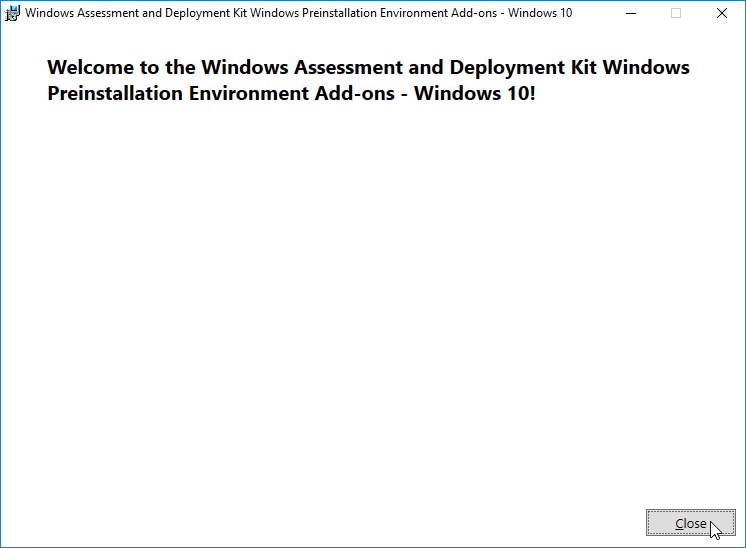 Windows Assessment and Deployment Kit Windows Preinstallation Environment Add-ons - Windows 10
Welcome to the Windows Assessment and Deployment Kit Windows
Preinstallation Environment Add-ons - Windows 10!
Close